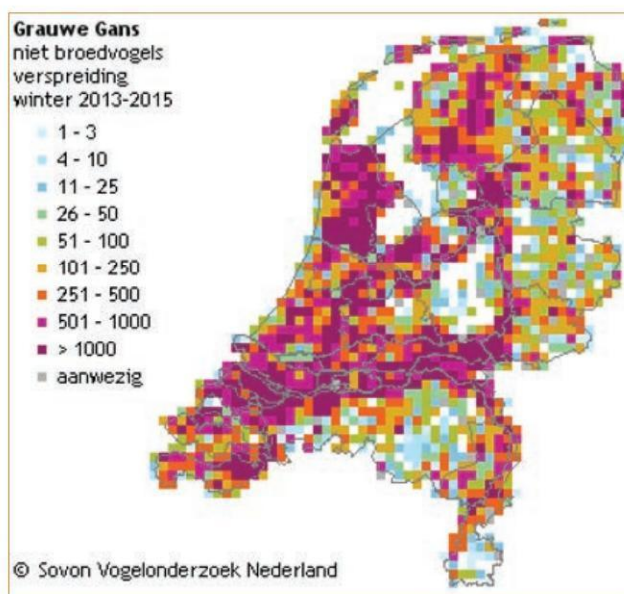 Grauwe Gans
niet broedvogels
verspreiding
winter 2013-2015
1 - 3
4 - 10
11 - 25
26 - 50
51 - 100
101 - 250
251 - 500
501 - 1000
> 1000
aanwezig
© Sovon Vogelonderzoek Nederland